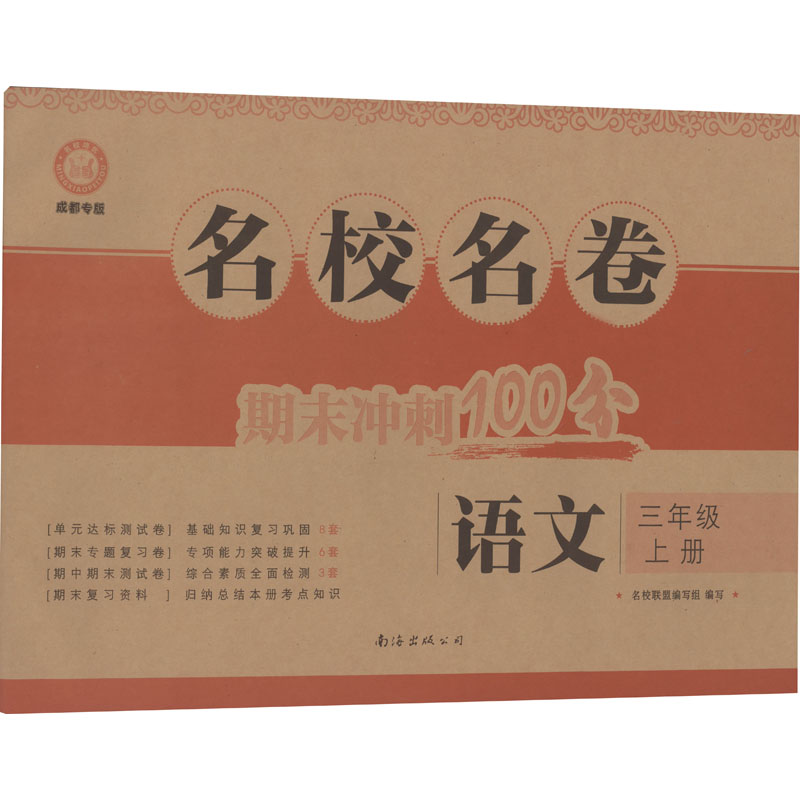 MINGXIAOPEIYOU
成都专版
名校名卷
期末冲刺100分
语文
三年级
上册
[单元达标测试卷] 基础知识复习巩固 8套
[期末专题复习卷] 专项能力突破提升 6套
[期中期末测试卷] 综合素质全面检测 3套
[期末复习资料 ] 归纳总结本册考点知识
★ 名校联盟编写组 编写 ★
南海出版公司